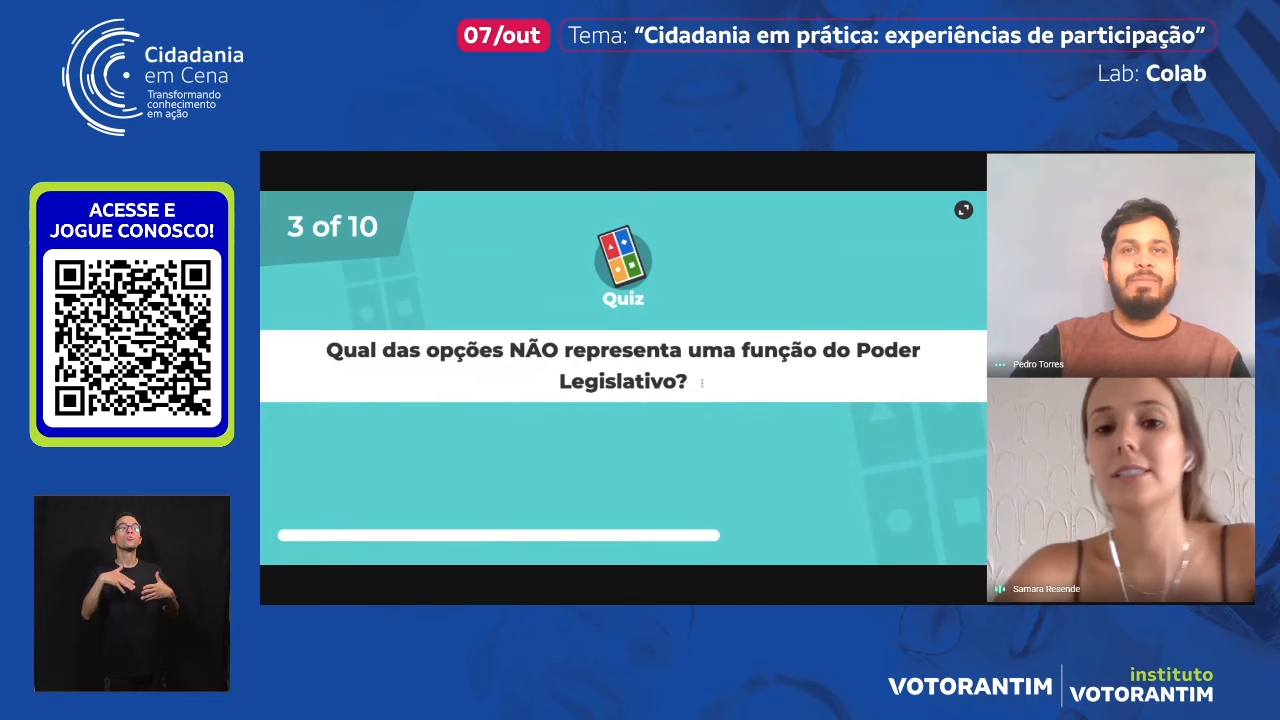 Cidadania
em Cena
Transformando
conhecimento
em ação
07/out
Tema: “Cidadania em prática: experiências de participação”
Lab: Colab
ACESSE E
JOGUE CONOSCO!
3 of 10
Quiz
Qual das opções NÃO representa uma função do Poder
Legislativo?
Pedro Torres
Samara Resende
VOTORANTIM
instituto
VOTORANTIM